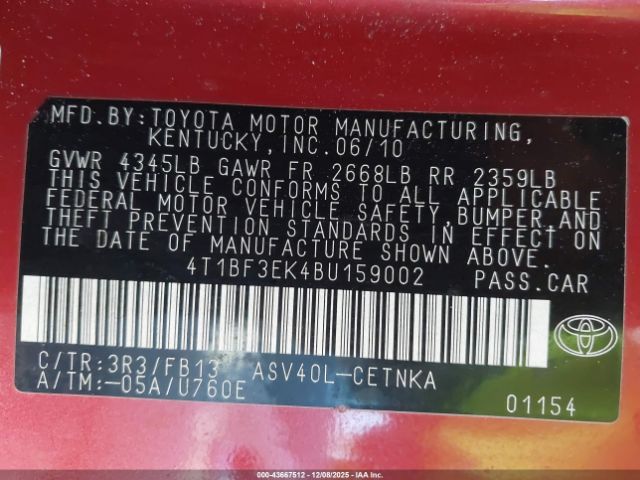 MFD.BY:TOYOTA MOTOR MANUFACTURING,
KENTUCKY,INC.06/10
GVWR 4345LB GAWR FR 2668LB RR 2359LB
THIS VEHICLE CONFORMS TO ALL APPLICABLE
FEDERAL MOTOR VEHICLE SAFETY,BUMPER AND
THEFT PREVENTION STANDARDS IN EFFECT ON
THE DATE OF MANUFACTURE SHOWN ABOVE.
4T1BF3EK4BU159002 PASS.CAR
C/TR:3R3/FB13 ASV40L-CETNKA
A/TM:-05A/U760E
01154
000-43667512 - 12/08/2025 - IAA Inc.